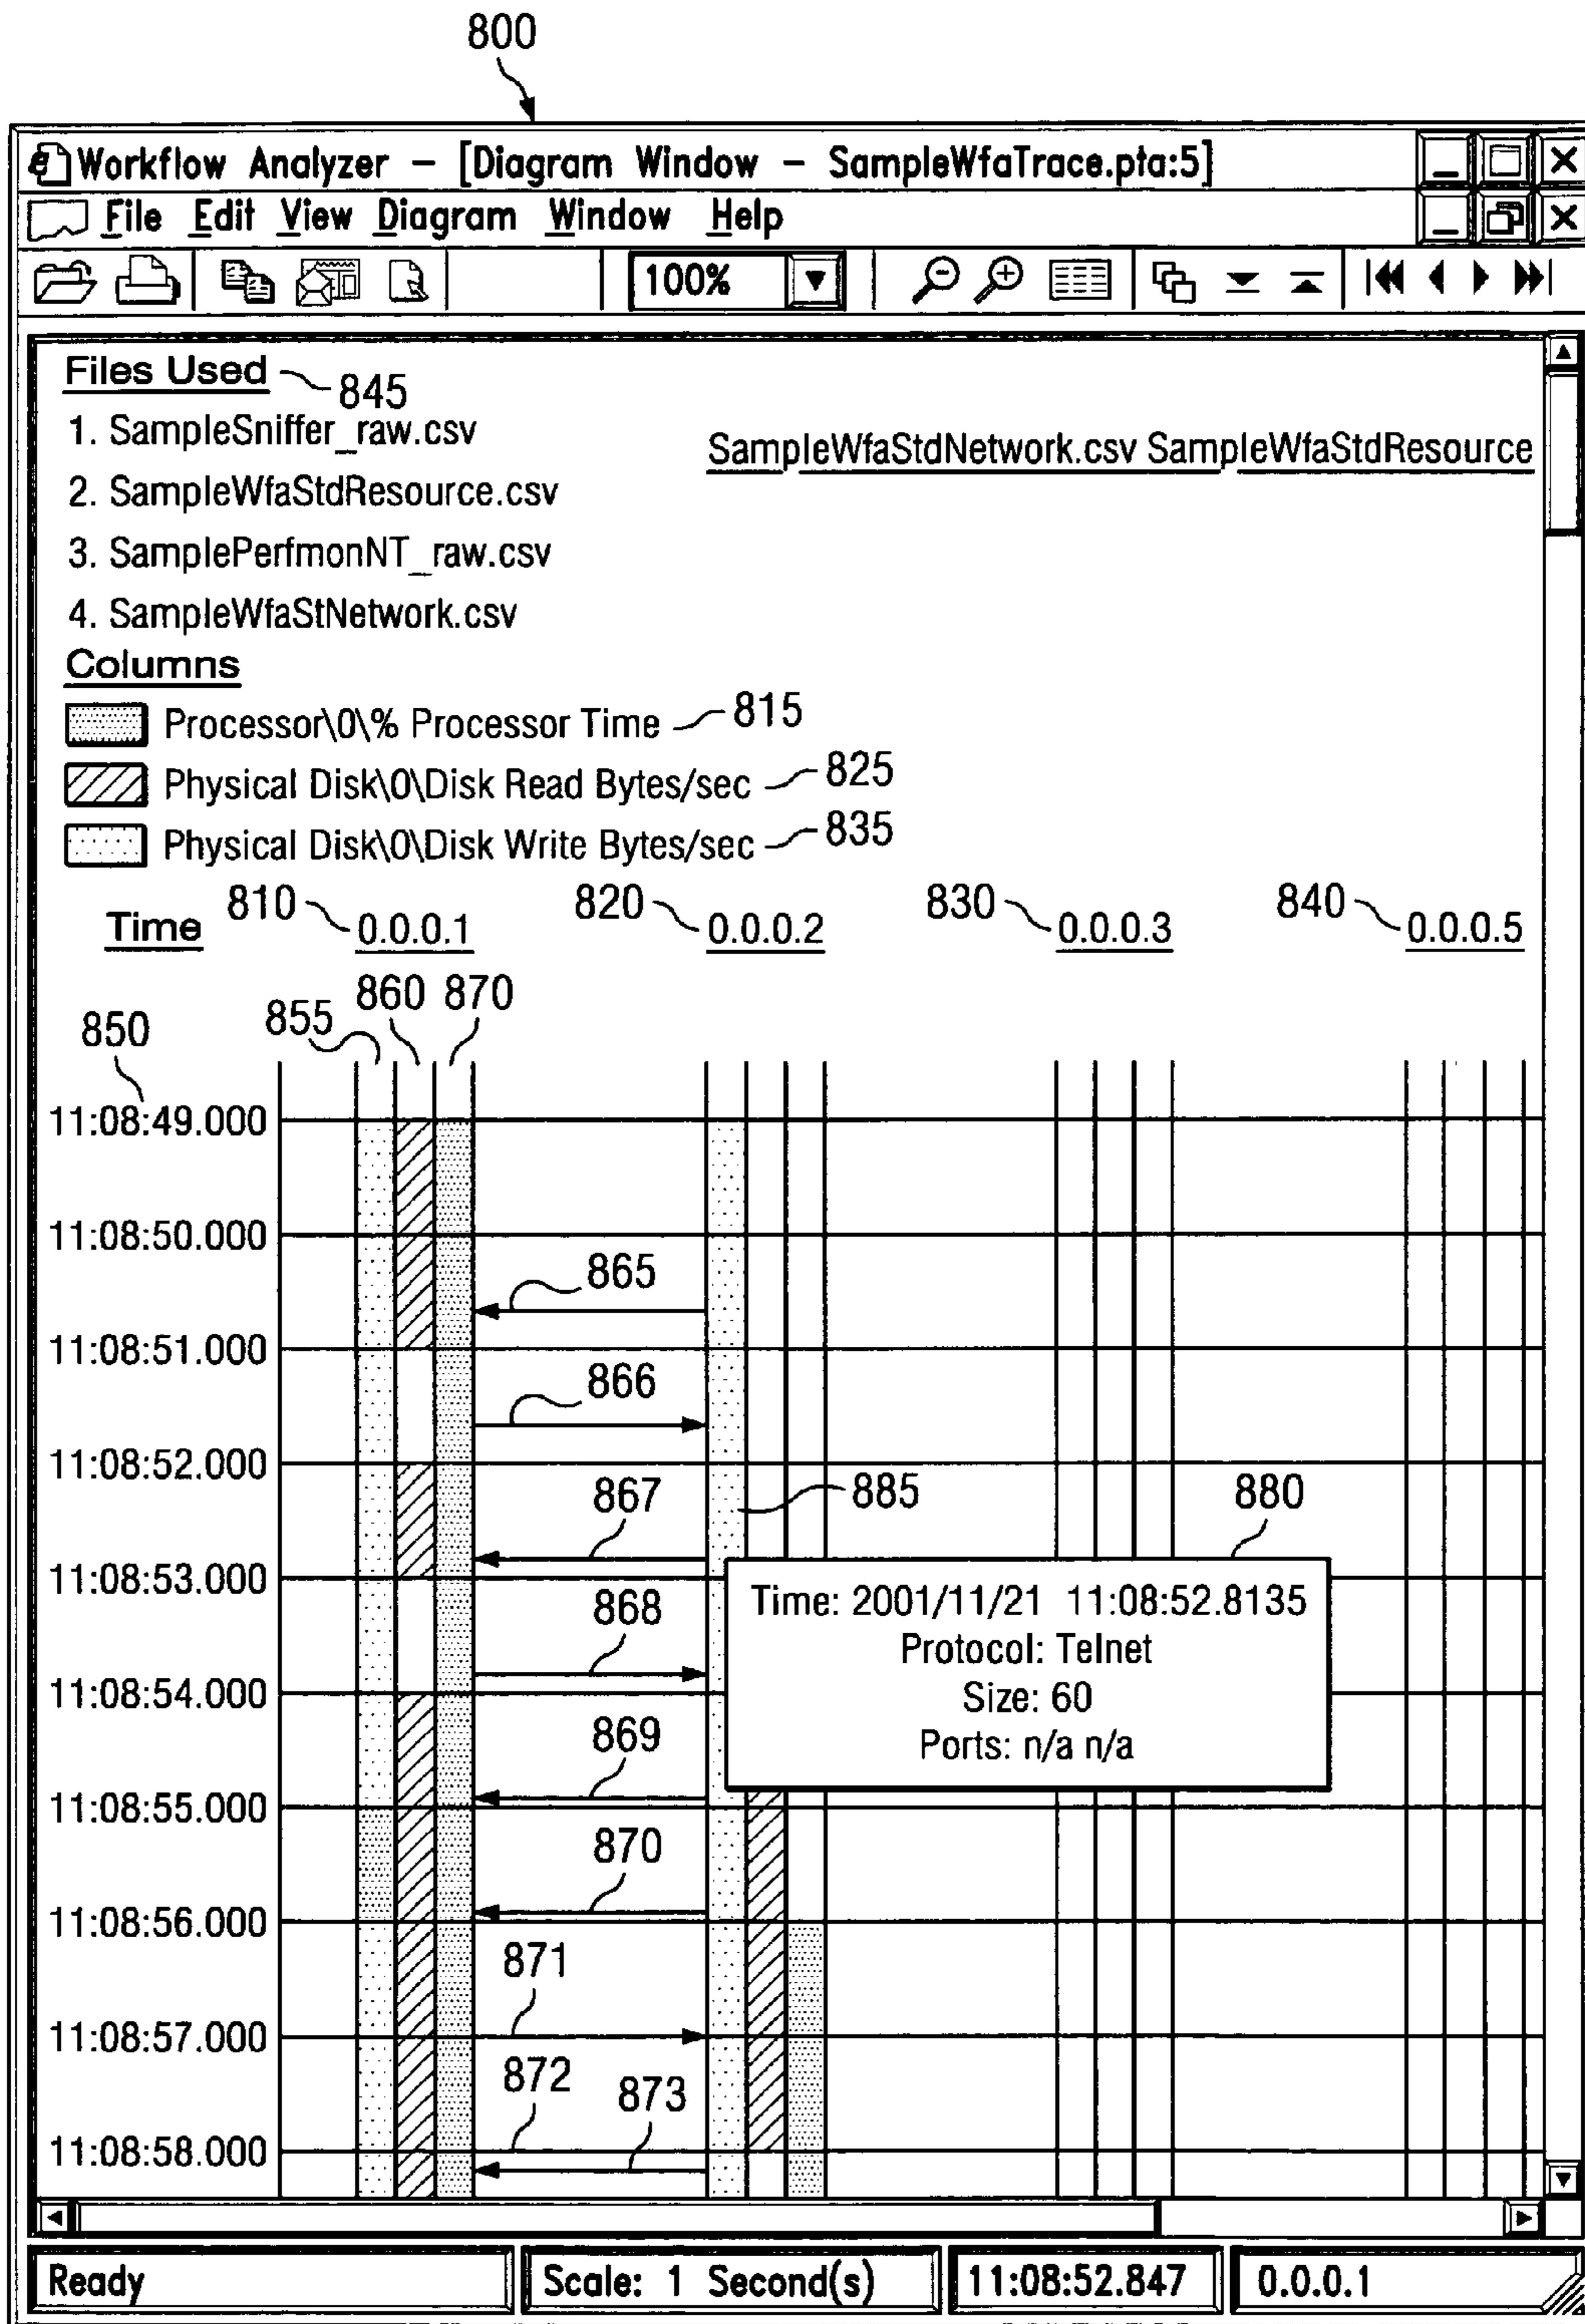 800
Workflow Analyzer - [Diagram Window - SampleWfaTrace.pta:5]
File Edit View Diagram Window Help
100%
Files Used 845
1. SampleSniffer_raw.csv
SampleWfaStdNetwork.csv SampleWfaStdResource
2. SampleWfaStdResource.csv
3. SamplePerfmonNT_raw.csv
4. SampleWfaStNetwork.csv
Columns
Processor\0\% Processor Time 815
Physical Disk\0\Disk Read Bytes/sec 825
Physical Disk\0\Disk Write Bytes/sec 835
Time 810 0.0.0.1 820 0.0.0.2 830 0.0.0.3 840 0.0.0.5
850 855 860 870
11:08:49.000
11:08:50.000
865
11:08:51.000
866
11:08:52.000
867 885 880
11:08:53.000
Time: 2001/11/21 11:08:52.8135
868
Protocol: Telnet
11:08:54.000
Size: 60
869
Ports: n/a n/a
11:08:55.000
870
11:08:56.000
871
11:08:57.000
872 873
11:08:58.000
Ready Scale: 1 Second(s) 11:08:52.847 0.0.0.1